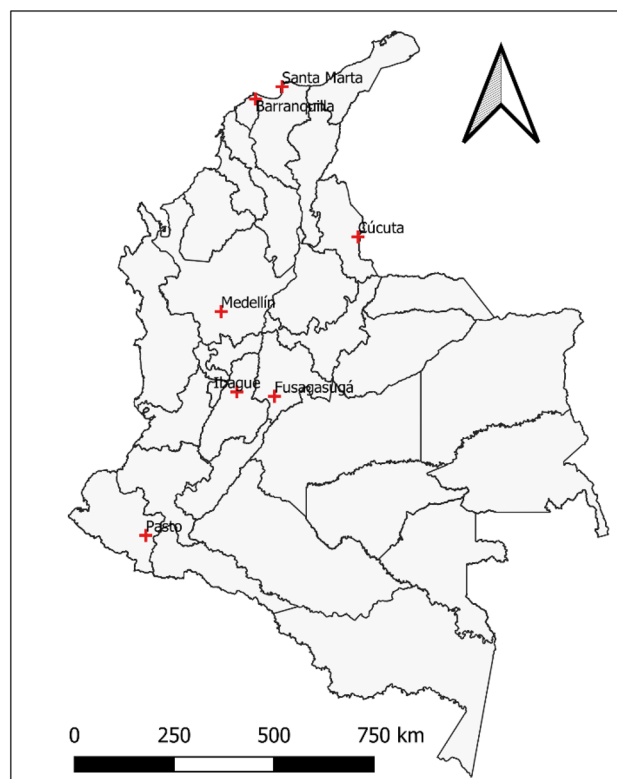 Santa Marta
Barranquilla
Cúcuta
Medellín
Ibagué
Fusagasugá
Pasto
0 250 500 750 km